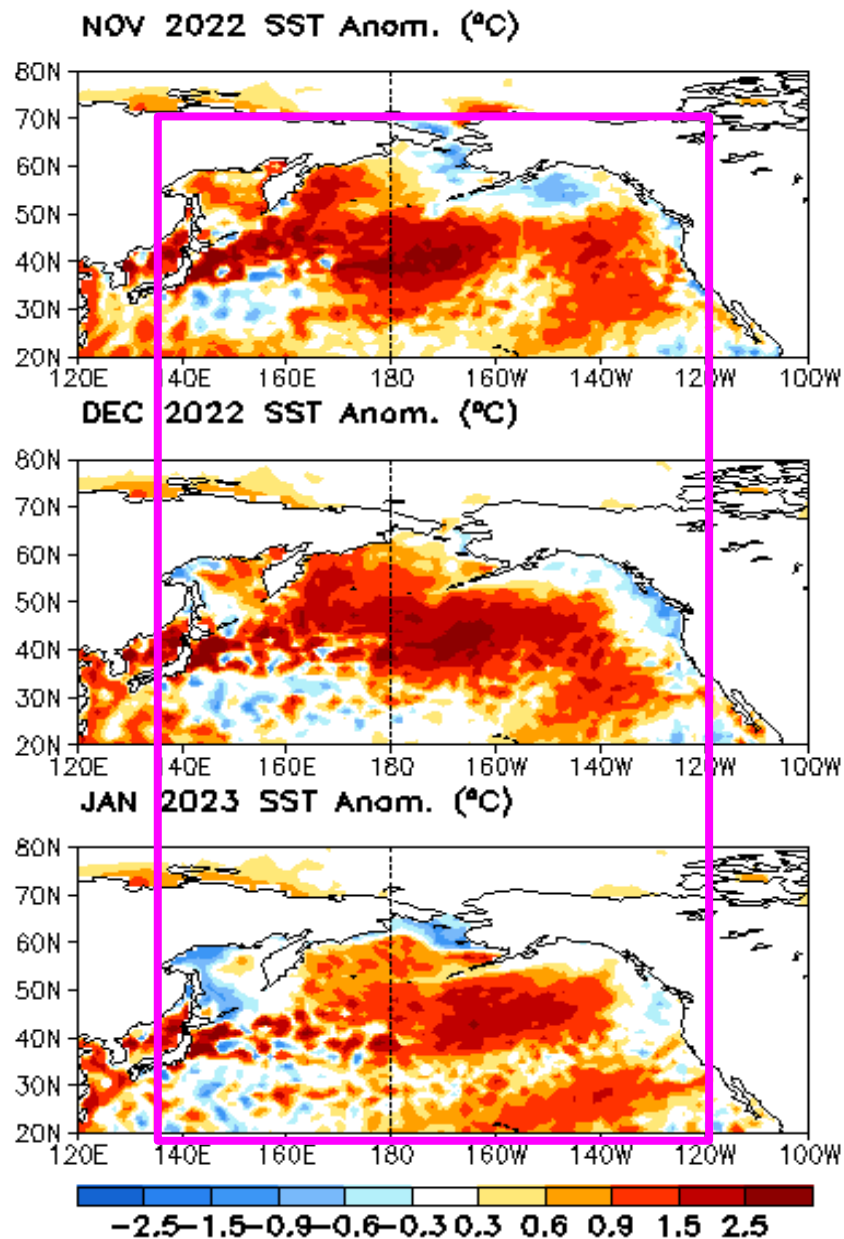 NOV 2022 SST Anom. (ºC)
80N
70N
60N
50N
40N
30N
20N
120E 140E 160E 180 160W 140W 120W 100W
DEC 2022 SST Anom. (ºC)
80N
70N
60N
50N
40N
30N
20N
120E 140E 160E 180 160W 140W 120W 100W
JAN 2023 SST Anom. (ºC)
80N
70N
60N
50N
40N
30N
20N
120E 140E 160E 180 160W 140W 120W 100W
-2.5 -1.5 -0.9 -0.6 -0.3 0.3 0.6 0.9 1.5 2.5